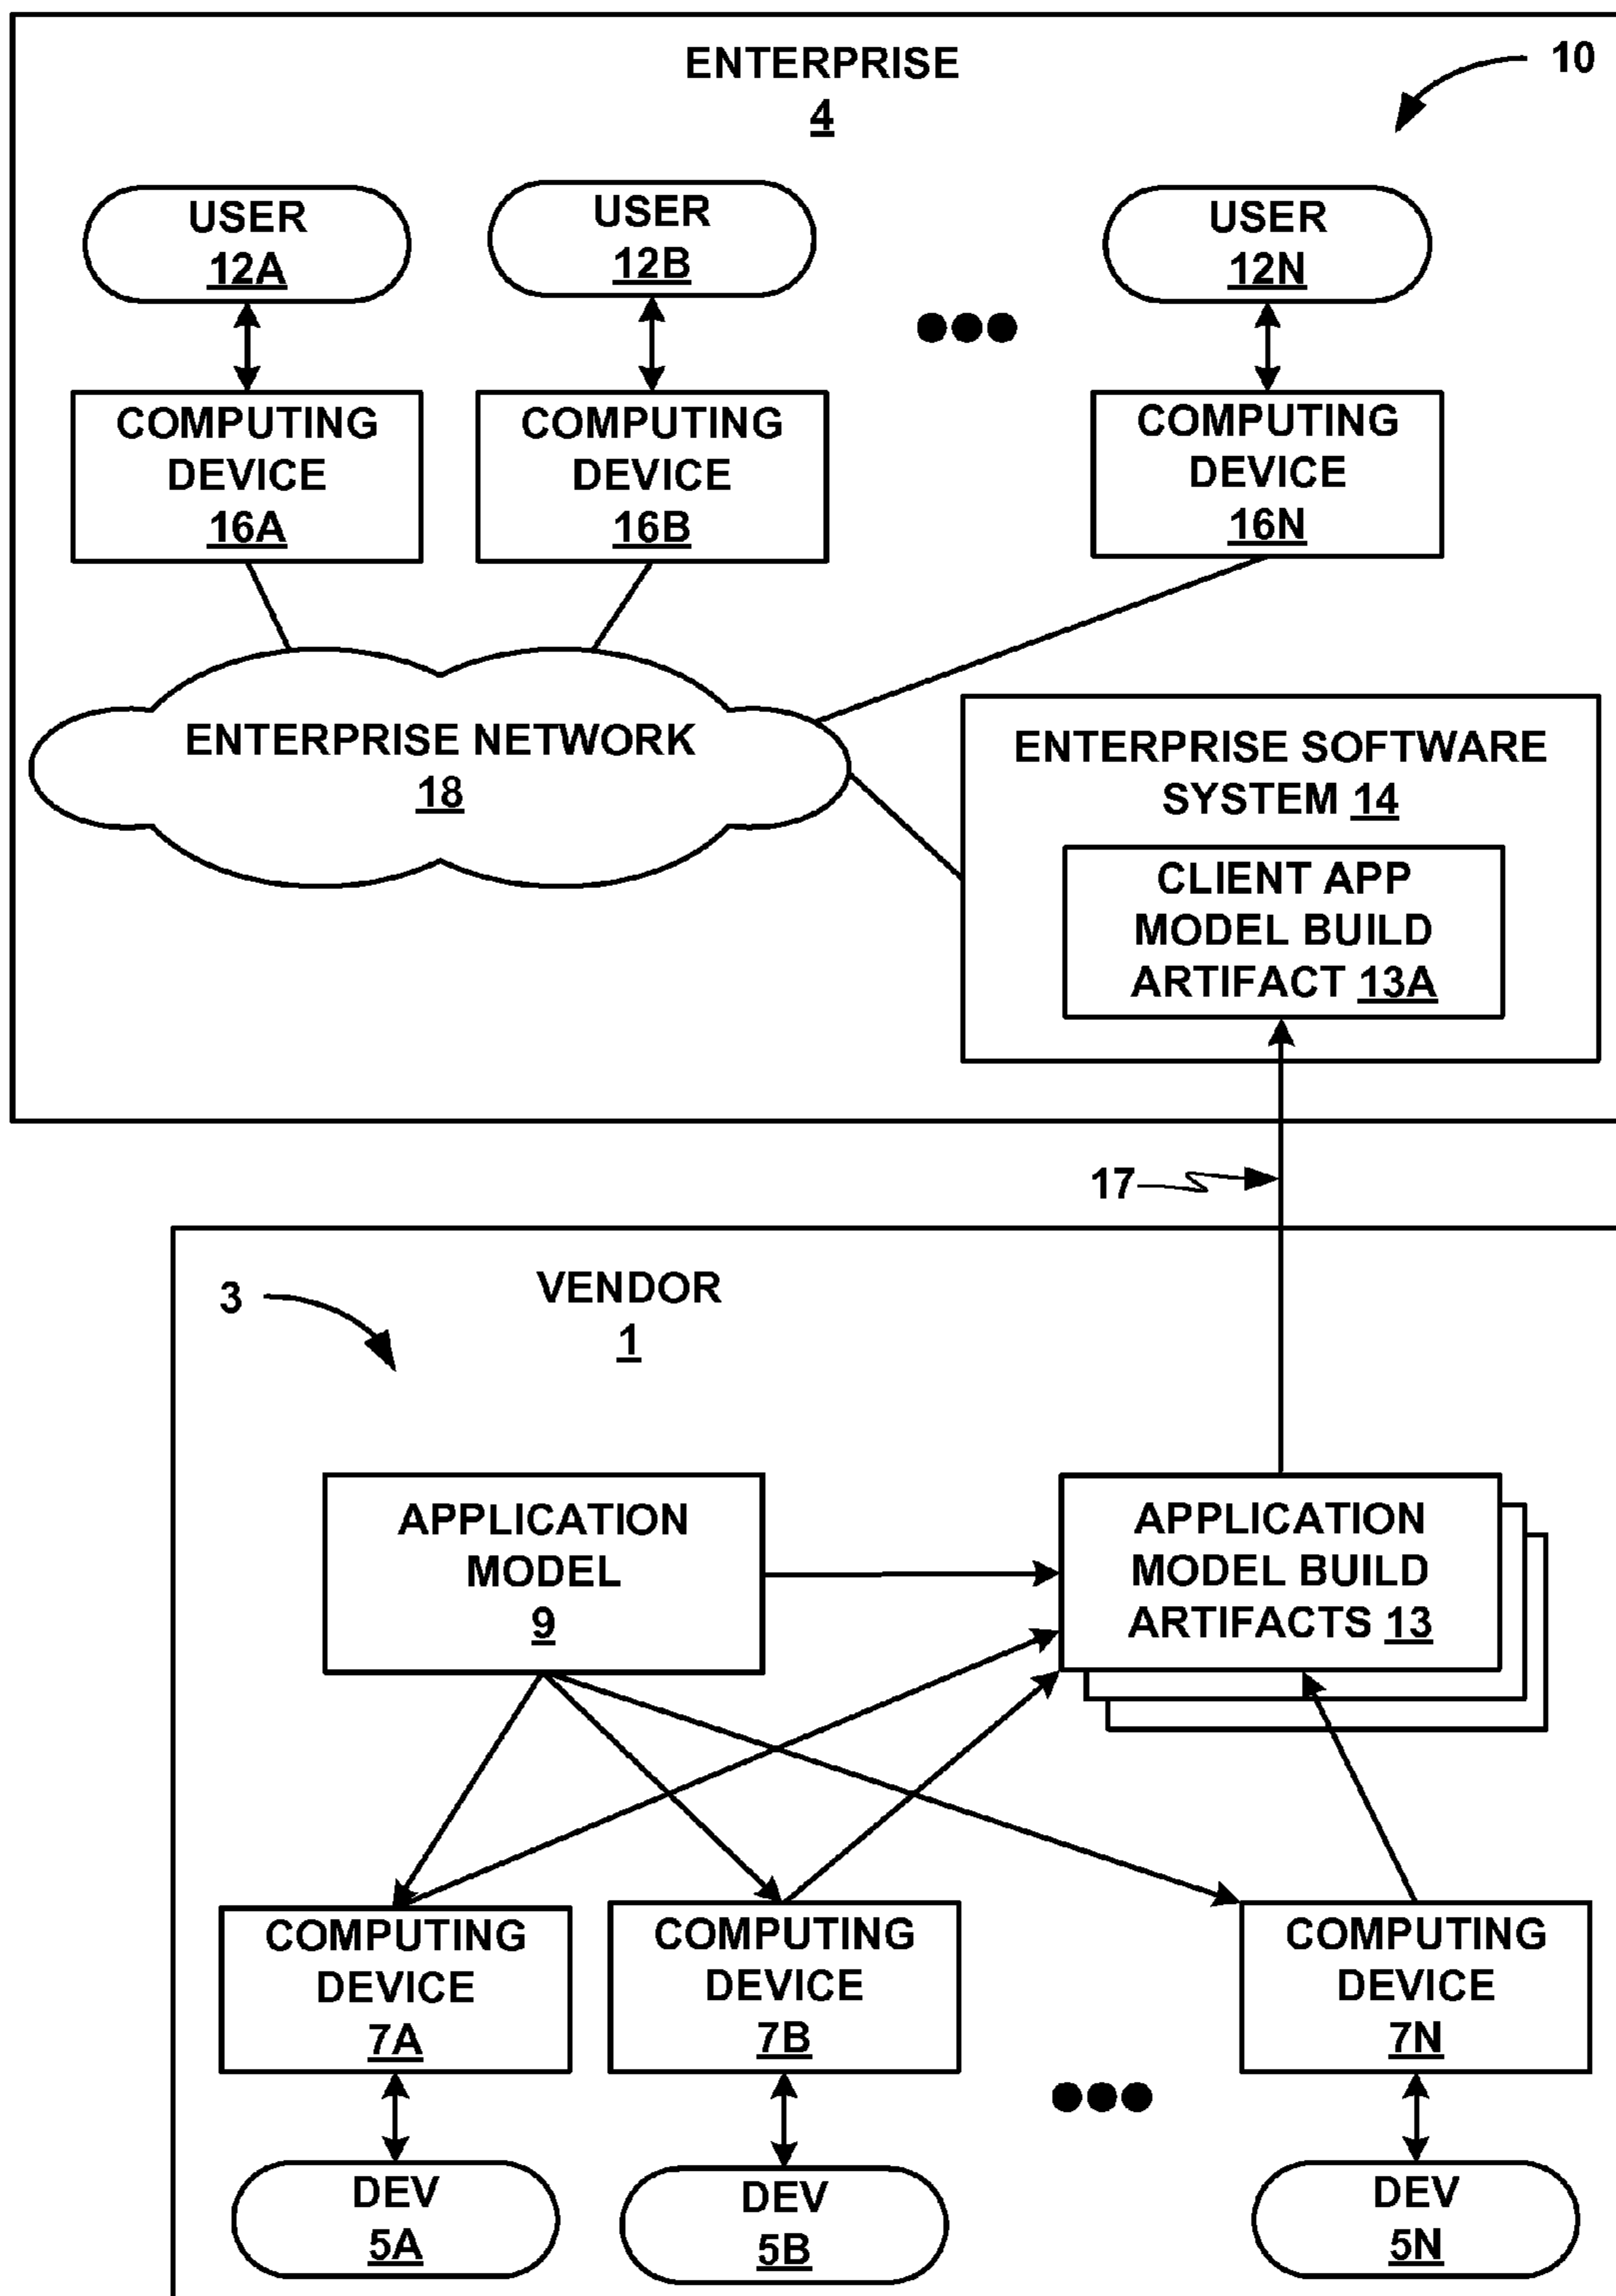 ENTERPRISE
4
10
USER
12A
USER
12B
USER
12N
COMPUTING
DEVICE
16A
COMPUTING
DEVICE
16B
COMPUTING
DEVICE
16N
ENTERPRISE NETWORK
18
ENTERPRISE SOFTWARE
SYSTEM 14
CLIENT APP
MODEL BUILD
ARTIFACT 13A
17
3
VENDOR
1
APPLICATION
MODEL
9
APPLICATION
MODEL BUILD
ARTIFACTS 13
COMPUTING
DEVICE
7A
COMPUTING
DEVICE
7B
COMPUTING
DEVICE
7N
DEV
5A
DEV
5B
DEV
5N